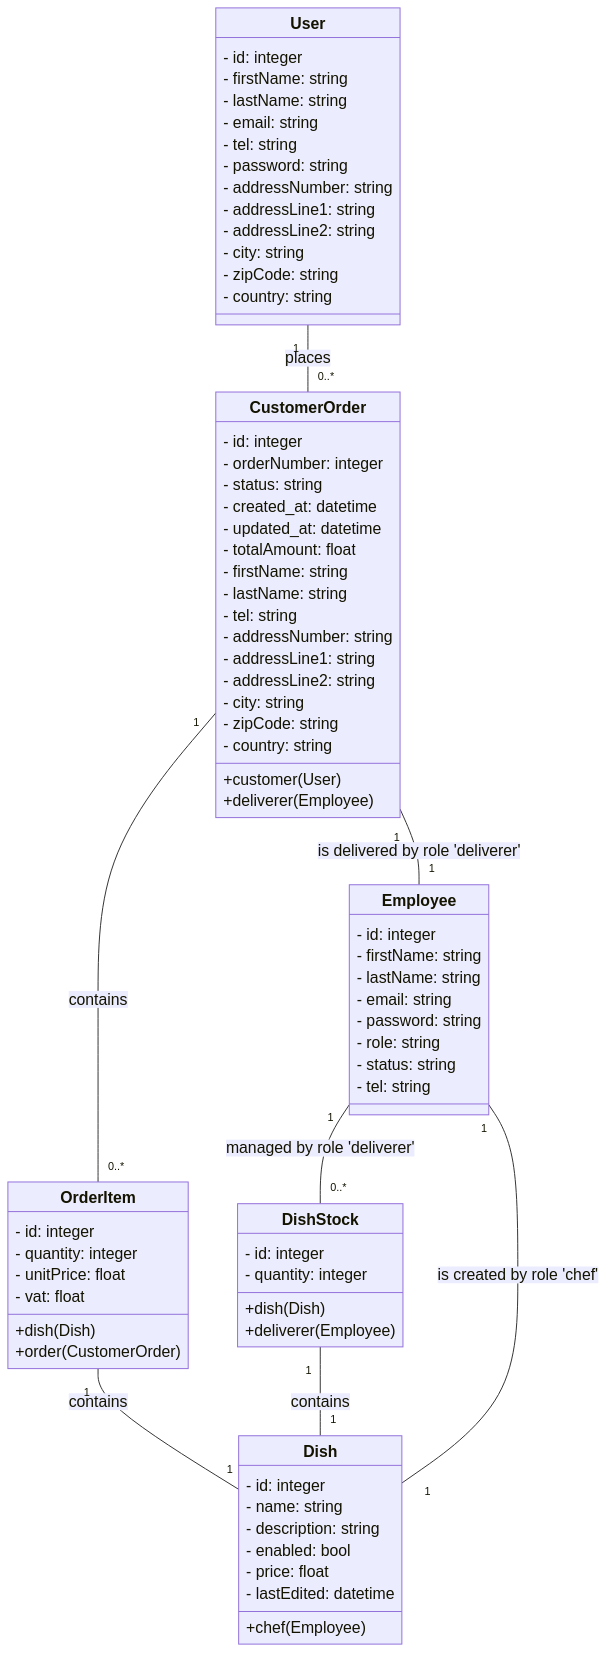 User
- id: integer
- firstName: string
- lastName: string
- email: string
- tel: string
- password: string
- addressNumber: string
- addressLine1: string
- addressLine2: string
- city: string
- zipCode: string
- country: string
1
places
0..*
CustomerOrder
- id: integer
- orderNumber: integer
- status: string
- created_at: datetime
- updated_at: datetime
- totalAmount: float
- firstName: string
- lastName: string
- tel: string
- addressNumber: string
- addressLine1: string
- addressLine2: string
- city: string
- zipCode: string
- country: string
+customer(User)
+deliverer(Employee)
1
contains
0..*
1
is delivered by role 'deliverer'
1
Employee
- id: integer
- firstName: string
- lastName: string
- email: string
- password: string
- role: string
- status: string
- tel: string
1
managed by role 'deliverer'
0..*
1
is created by role 'chef'
1
OrderItem
- id: integer
- quantity: integer
- unitPrice: float
- vat: float
+dish(Dish)
+order(CustomerOrder)
1
contains
1
DishStock
- id: integer
- quantity: integer
+dish(Dish)
+deliverer(Employee)
1
contains
1
Dish
- id: integer
- name: string
- description: string
- enabled: bool
- price: float
- lastEdited: datetime
+chef(Employee)